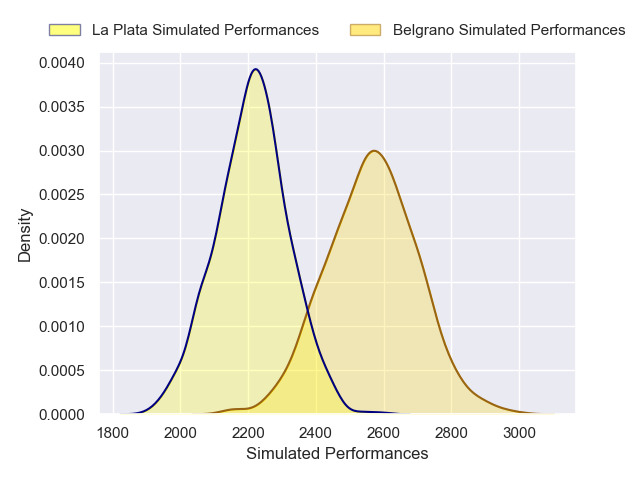 La Plata Simulated Performances
Belgrano Simulated Performances
0.0040
0.0035
0.0030
0.0025
0.0020
0.0015
0.0010
0.0005
0.0000
Density
1800 2000 2200 2400 2600 2800 3000
Simulated Performances